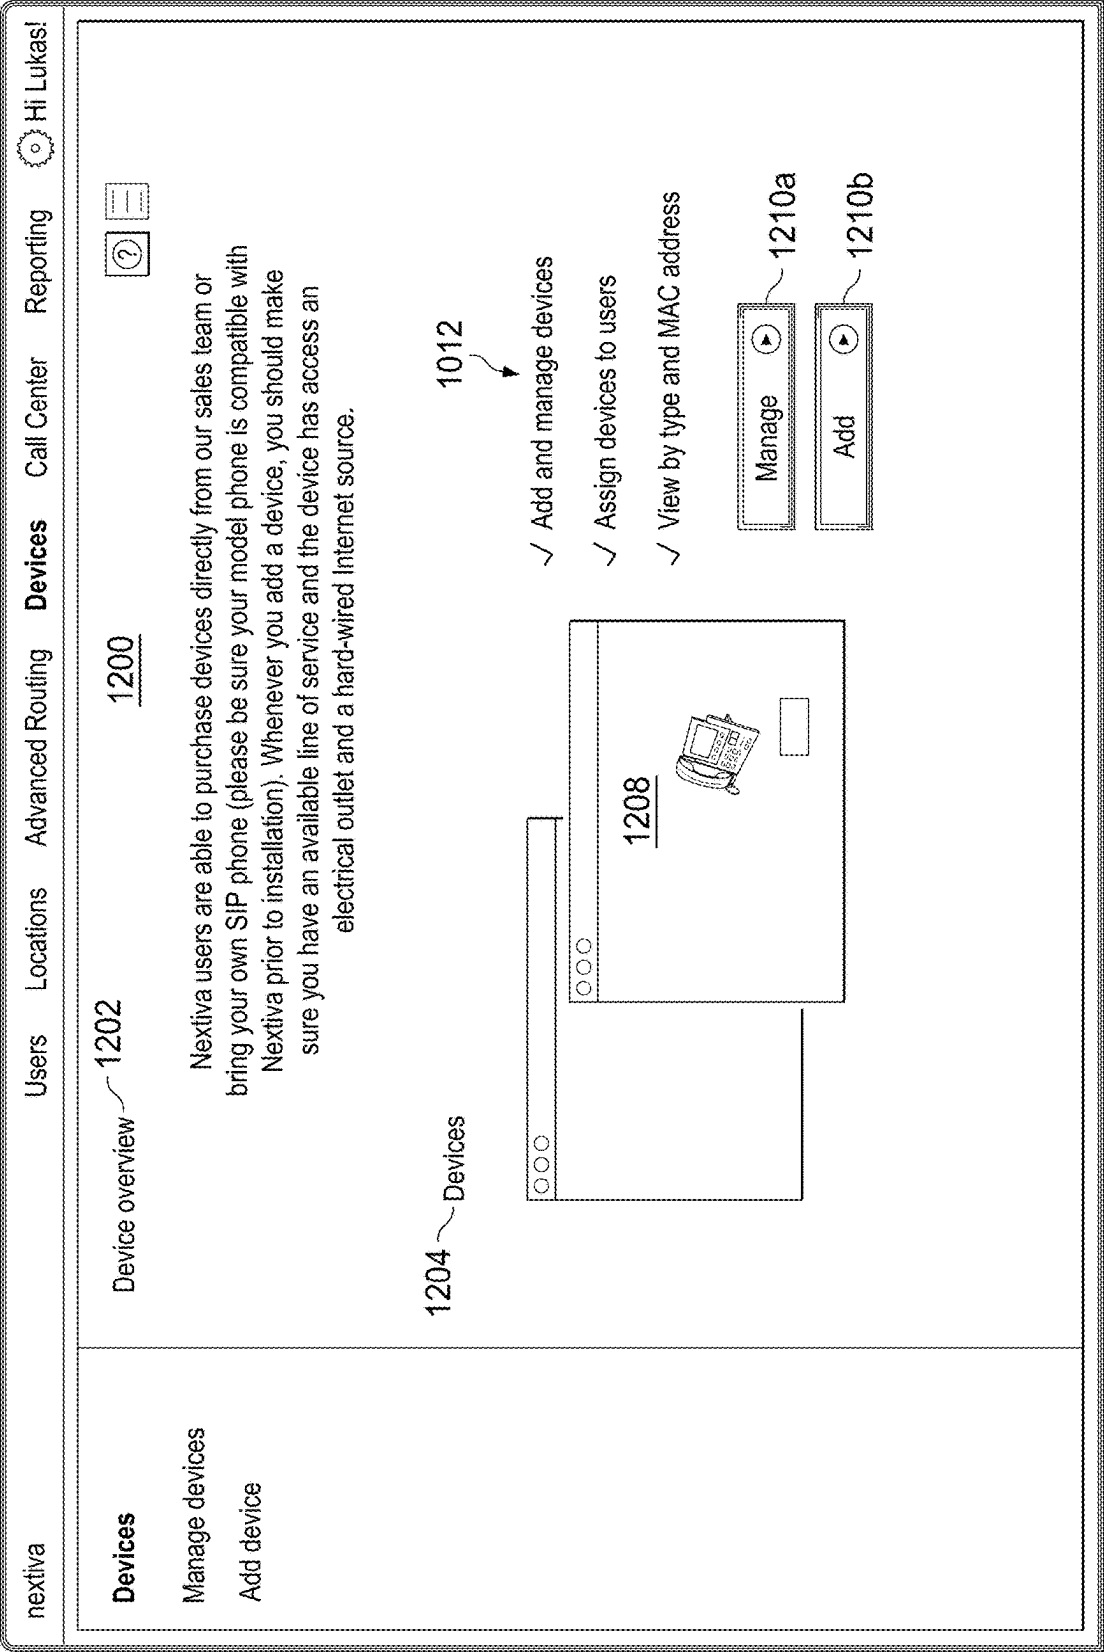 nextiva
Users
Locations
Advanced Routing
Devices
Call Center
Reporting
Hi Lukas!
Devices
Manage devices
Add device
Device overview
1202
1200
?
Nextiva users are able to purchase devices directly from our sales team or
bring your own SIP phone (please be sure your model phone is compatible with
Nextiva prior to installation). Whenever you add a device, you should make
sure you have an available line of service and the device has access an
electrical outlet and a hard-wired Internet source.
1204
Devices
1208
1012
✓ Add and manage devices
✓ Assign devices to users
✓ View by type and MAC address
Manage
1210a
Add
1210b